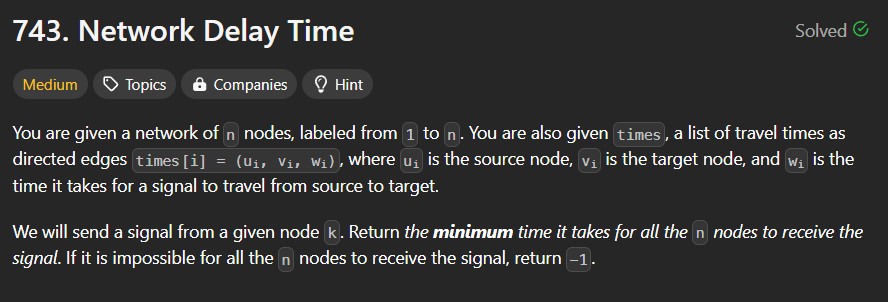 743. Network Delay Time
Solved
Medium Topics Companies Hint
You are given a network of n nodes, labeled from 1 to n. You are also given times, a list of travel times as
directed edges times[i] = (uᵢ, vᵢ, wᵢ), where uᵢ is the source node, vᵢ is the target node, and wᵢ is the
time it takes for a signal to travel from source to target.
We will send a signal from a given node k. Return the minimum time it takes for all the n nodes to receive the
signal. If it is impossible for all the n nodes to receive the signal, return -1.